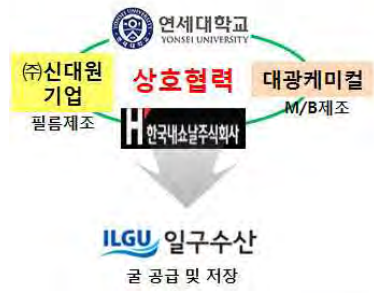 연세대학교
YONSEI UNIVERSITY
㈜신대원
기업
필름제조
상호협력
대광케미컬
M/B제조
한국내쇼날주식회사
ILGU 일구수산
굴 공급 및 저장